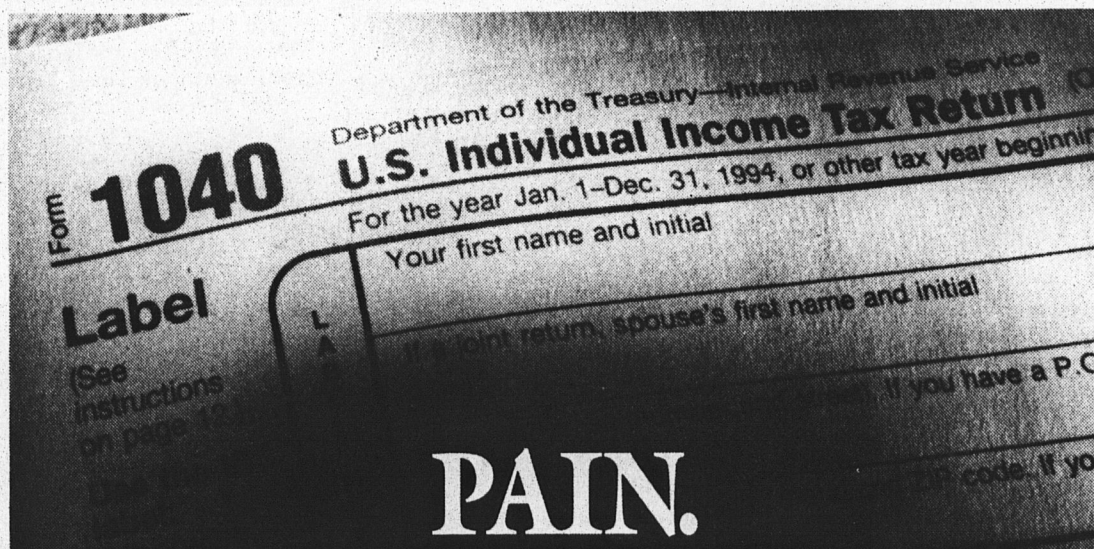 Department of the Treasury—Internal Revenue Service
Form 1040 U.S. Individual Income Tax Return
For the year Jan. 1–Dec. 31, 1994, or other tax year beginning
Label
(See
instructions
on page 12.)
L
A
Your first name and initial
If a joint return, spouse's first name and initial
If you have a P.O
ZIP code. If yo
PAIN.